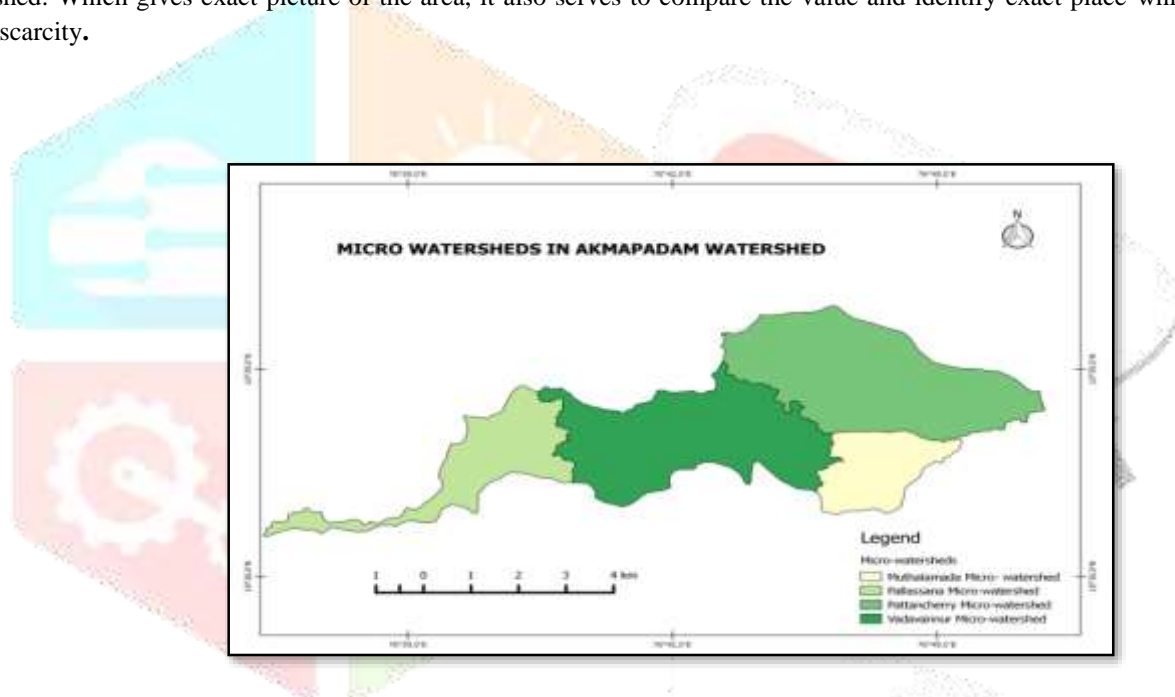 shed. Which gives exact picture of the area, it also serves to compare the value and identify exact place
scarcity.
MICRO WATERSHEDS IN AKMAPADAM WATERSHED
N
Legend
Micro-watersheds
Muthalamada Micro- watershed
Pallassana Micro-watershed
Pattancherry Micro-watershed
Vadavannur Micro-watershed
1 0 1 2 3 4 km